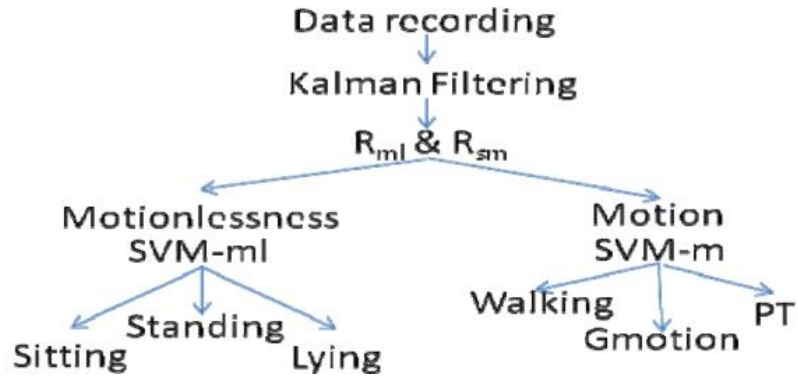 Data recording
Kalman Filtering
Rml & Rsm
Motionlessness
SVM-ml
Motion
SVM-m
Sitting
Standing
Lying
Walking
Gmotion
PT